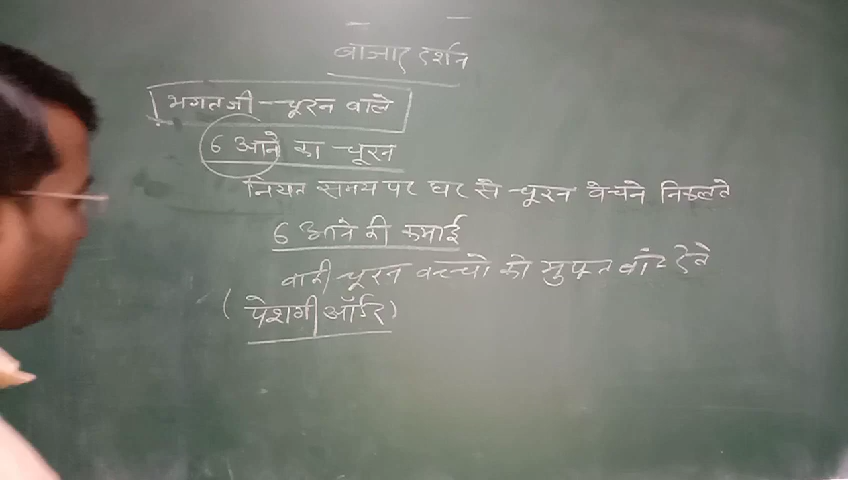 बाजार दर्शन
भगतजी - चूरन वाले
6 आने का चूरन
नियत समय पर घर से चूरन बेचने निकलते
6 आने की कमाई
बाकी चूरन बच्चो को मुफ्त बाँट देते
(पेशगी ऑर्डर)